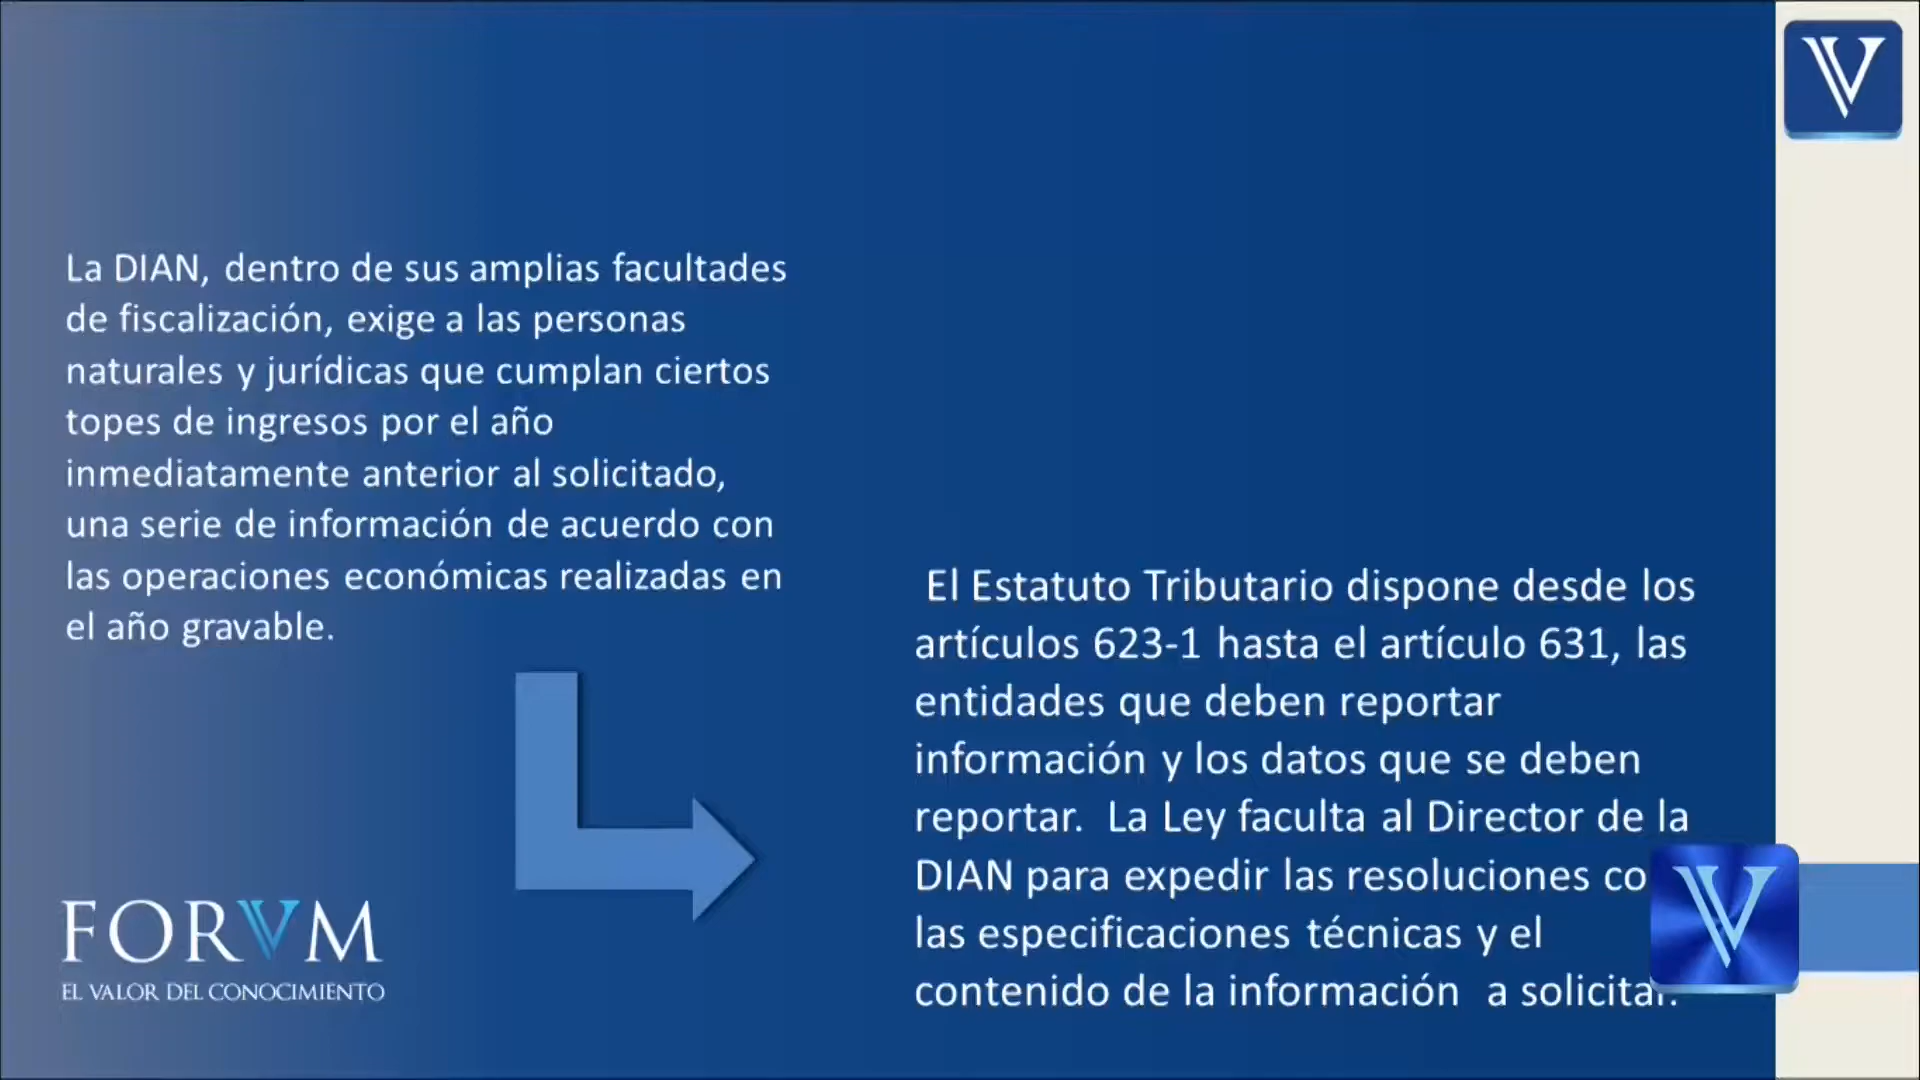 La DIAN, dentro de sus amplias facultades
de fiscalización, exige a las personas
naturales y jurídicas que cumplan ciertos
topes de ingresos por el año
inmediatamente anterior al solicitado,
una serie de información de acuerdo con
las operaciones económicas realizadas en
el año gravable.
El Estatuto Tributario dispone desde los
artículos 623-1 hasta el artículo 631, las
entidades que deben reportar
información y los datos que se deben
reportar. La Ley faculta al Director de la
DIAN para expedir las resoluciones co
las especificaciones técnicas y el
contenido de la información a solicitar.
FORVM
EL VALOR DEL CONOCIMIENTO
V
V